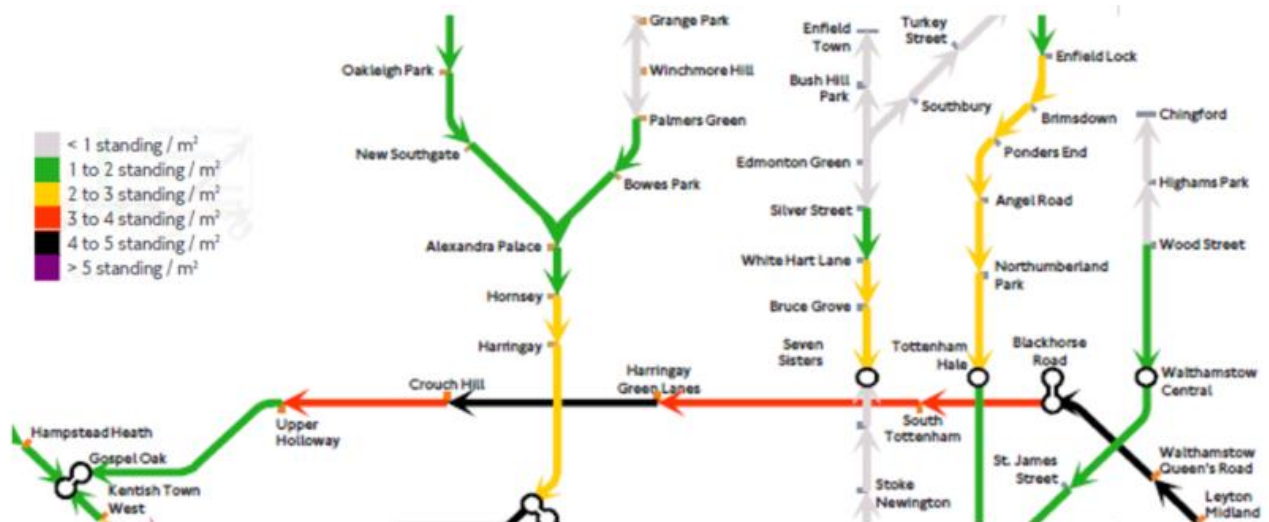 Grange Park
Enfield
Town
Turkey
Street
Oakleigh Park
Winchmore Hill
Enfield Lock
Bush Hill
Park
Southbury
Palmers Green
Brimsdown
Chingford
< 1 standing / m²
1 to 2 standing / m²
2 to 3 standing / m²
3 to 4 standing / m²
4 to 5 standing / m²
> 5 standing / m²
New Southgate
Edmonton Green
Ponders End
Bowes Park
Highams Park
Silver Street
Angel Road
Alexandra Palace
White Hart Lane
Wood Street
Northumberland
Park
Hornsey
Bruce Grove
Harringay
Seven
Sisters
Tottenham
Hale
Blackhorse
Road
Crouch Hill
Harringay
Green Lanes
Walthamstow
Central
Upper
Holloway
South
Tottenham
Hampstead Heath
Gospel Oak
Kentish Town
West
St. James
Street
Walthamstow
Queen's Road
Stoke
Newington
Leyton
Midland